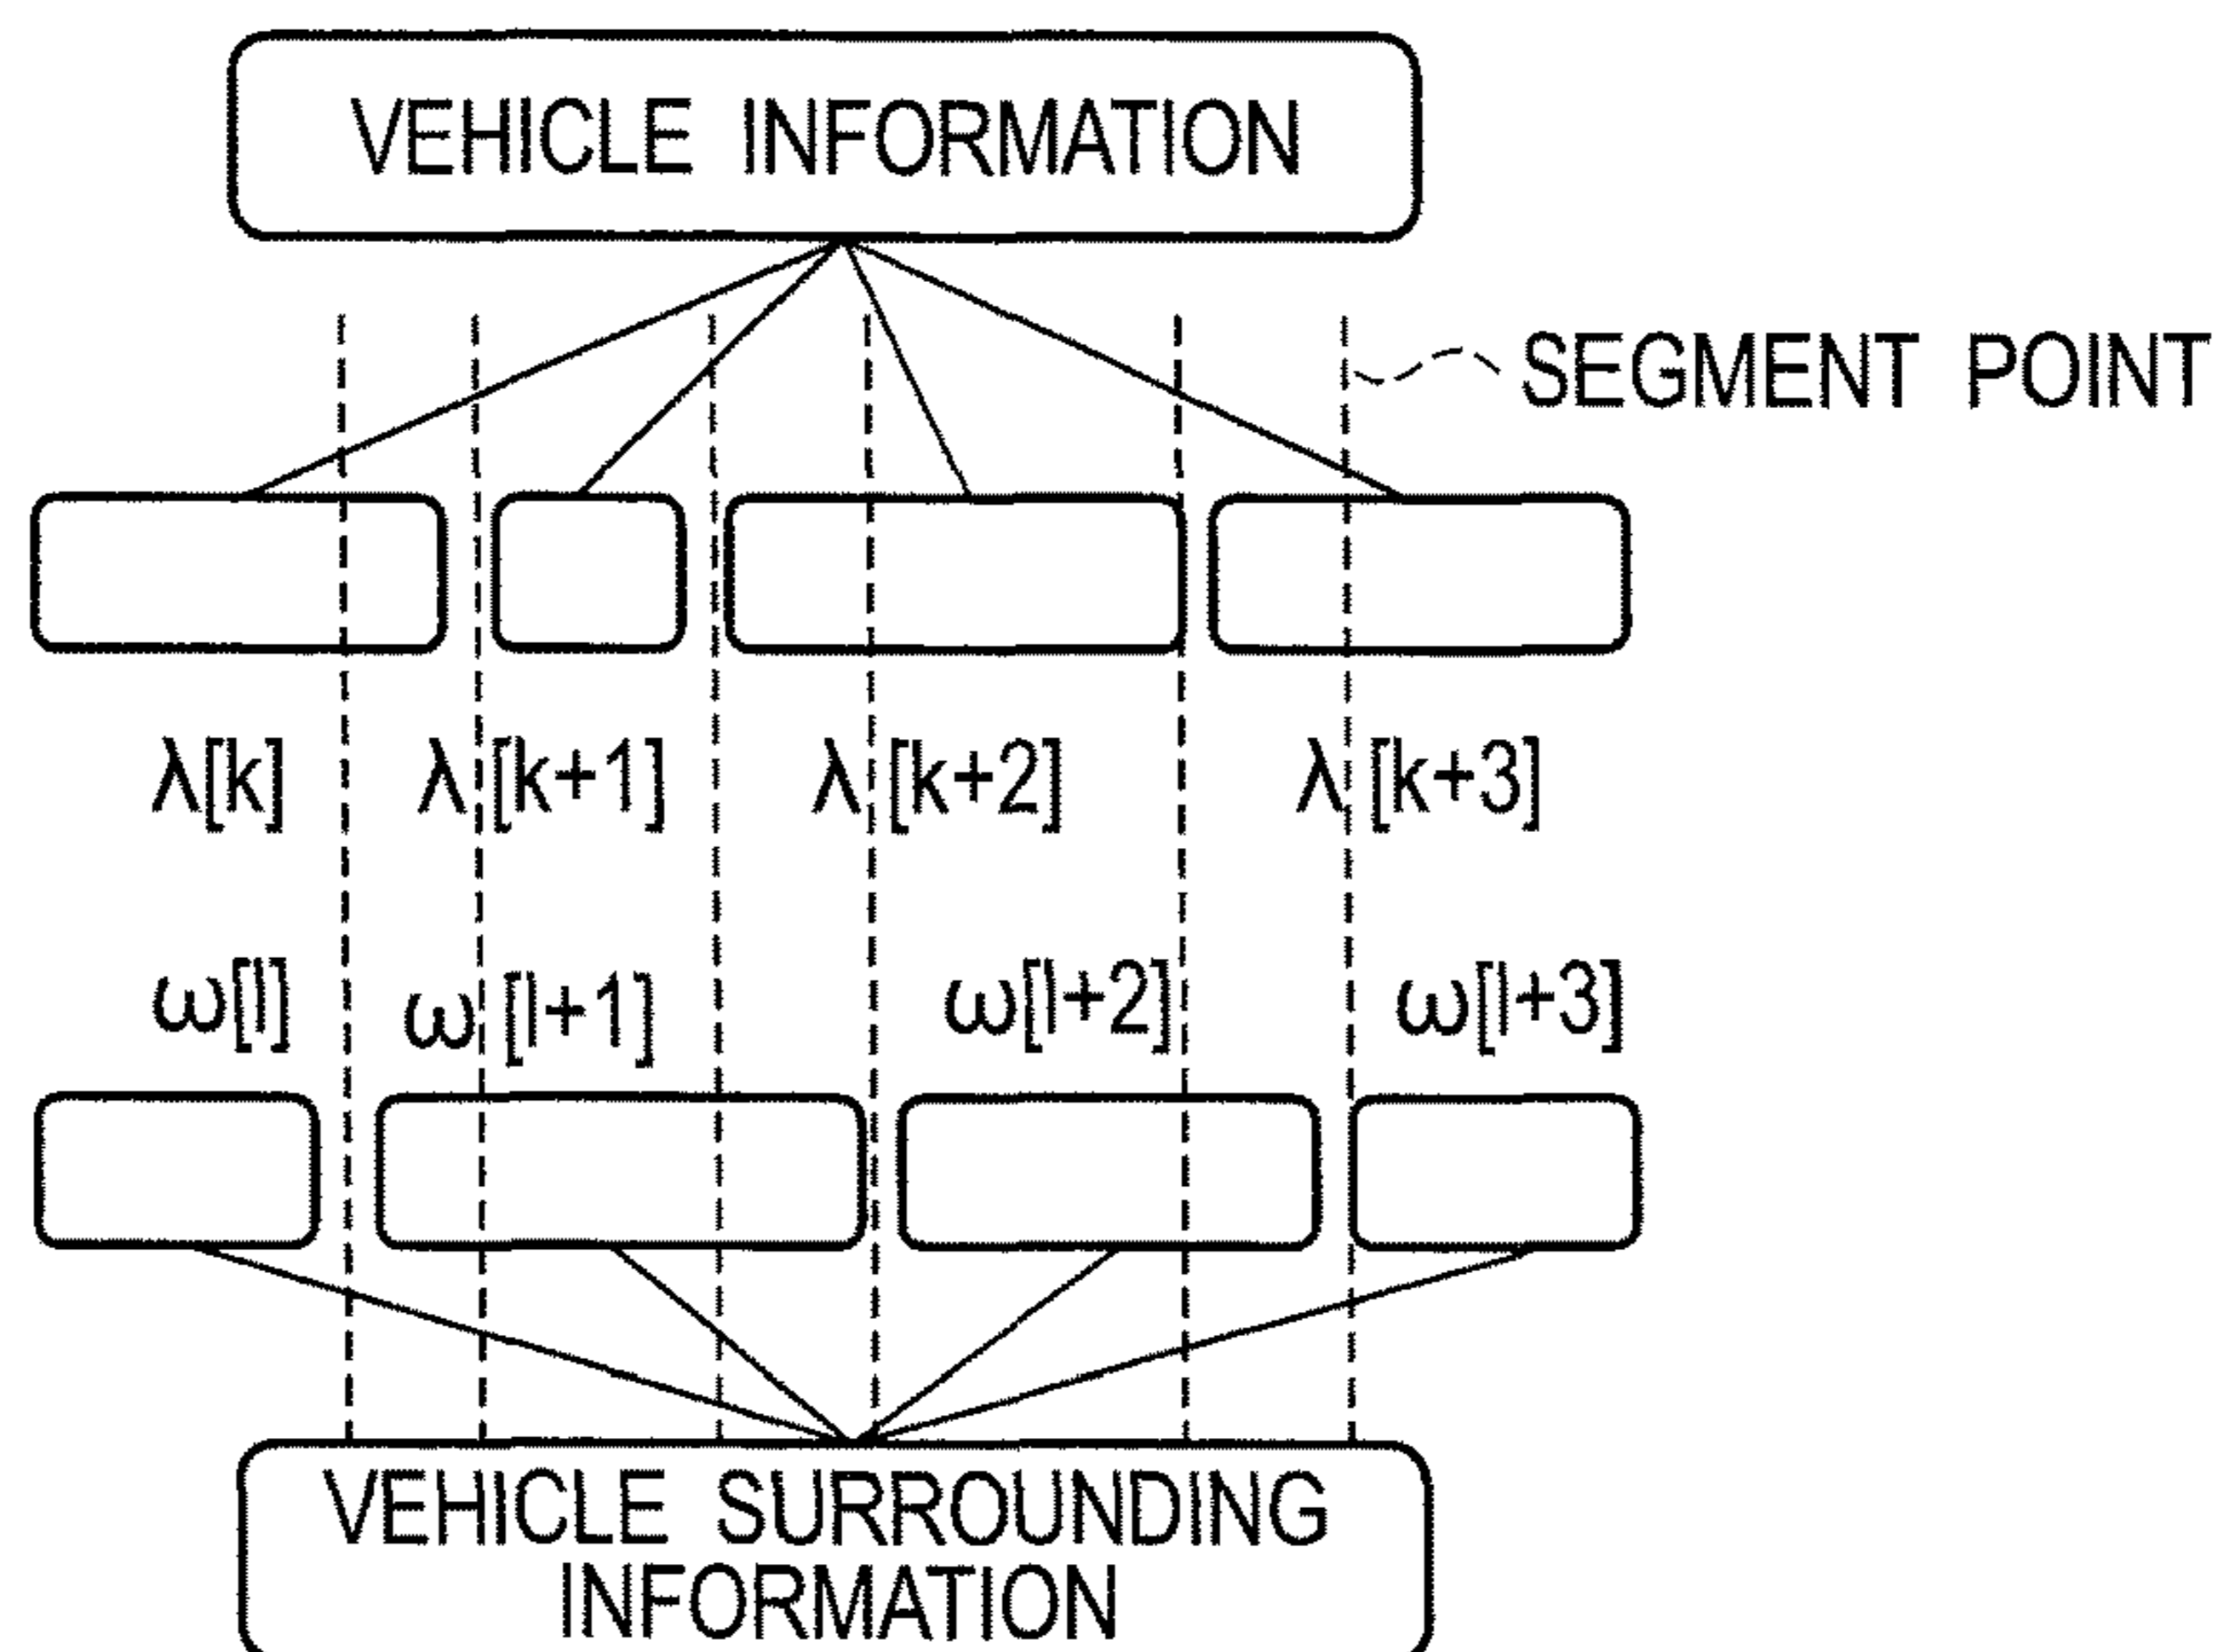 VEHICLE INFORMATION
SEGMENT POINT
λ[k] λ[k+1] λ[k+2] λ[k+3]
ω[l] ω[l+1] ω[l+2] ω[l+3]
VEHICLE SURROUNDING
INFORMATION